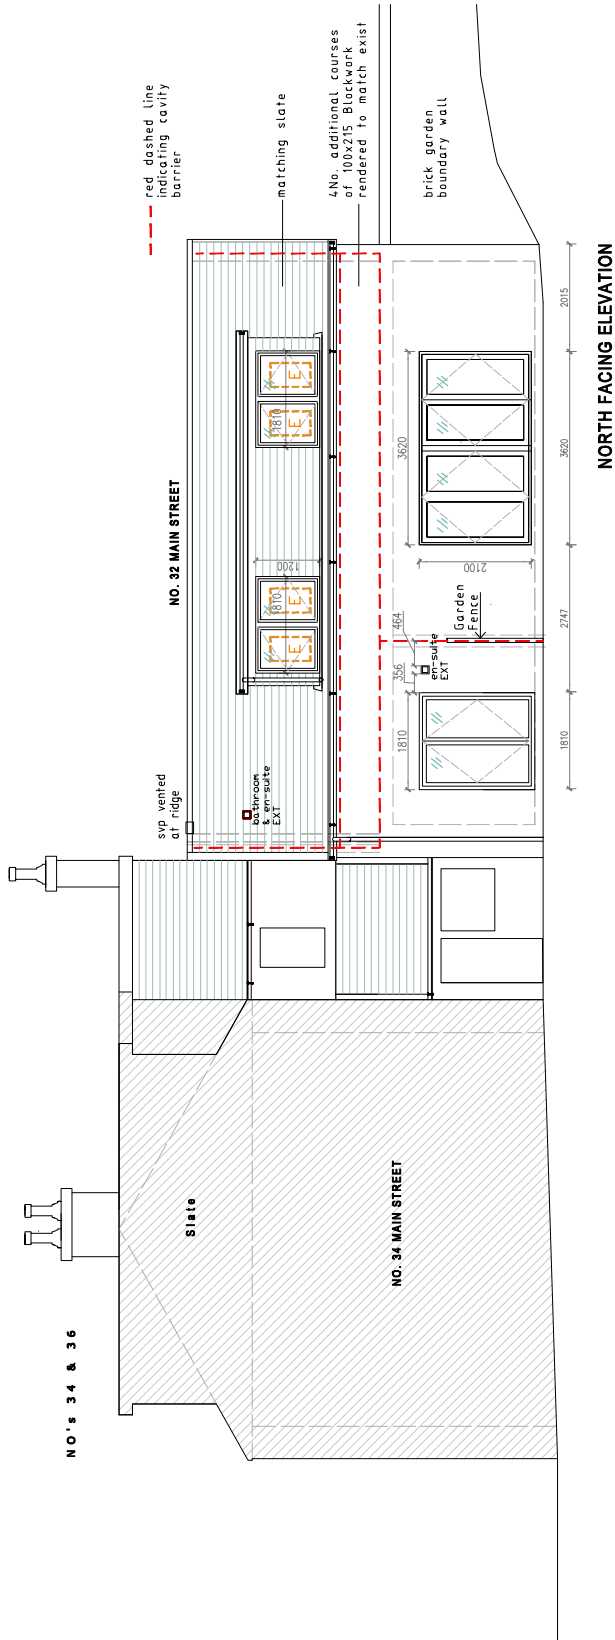 NO's 34 & 36
Slate
NO. 34 MAIN STREET
svp vented
at ridge
bathroom
& en-suite
EXT
NO. 32 MAIN STREET
red dashed line
indicating cavity
barrier
matching slate
4No. additional courses
of 100x215 Blockwork
rendered to match exist
brick garden
boundary wall
1810
E
E
1200
1810
E
E
1810
356
464
en-suite
EXT
Garden
Fence
2100
3620
1810
2747
3620
2015
NORTH FACING ELEVATION